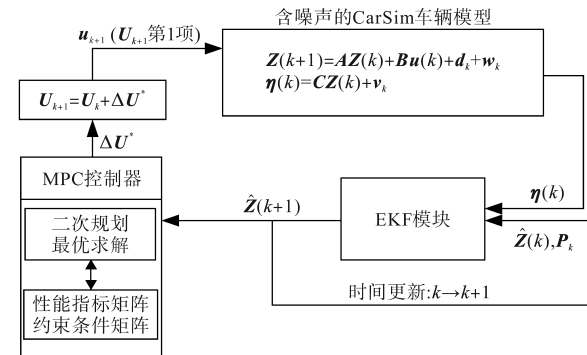 含噪声的CarSim车辆模型
u_{k+1} (U_{k+1}第1项)
Z(k+1)=AZ(k)+Bu(k)+d_k+w_k
η(k)=CZ(k)+v_k
U_{k+1}=U_k+ΔU^*
ΔU^*
MPC控制器
二次规划
最优求解
性能指标矩阵
约束条件矩阵
Ẑ(k+1)
EKF模块
η(k)
Ẑ(k),P_k
时间更新:k→k+1